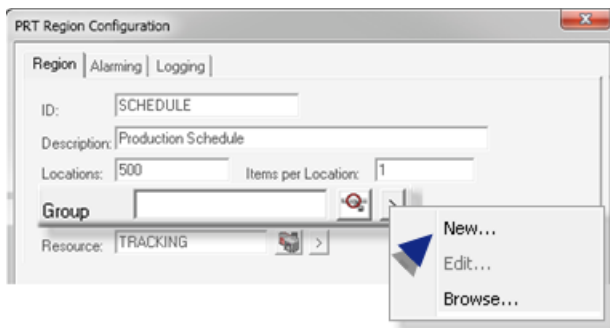 PRT Region Configuration
Region Alarming Logging
ID: SCHEDULE
Description: Production Schedule
Locations: 500 Items per Location: 1
Group >
New...
Resource: TRACKING >
Edit...
Browse...